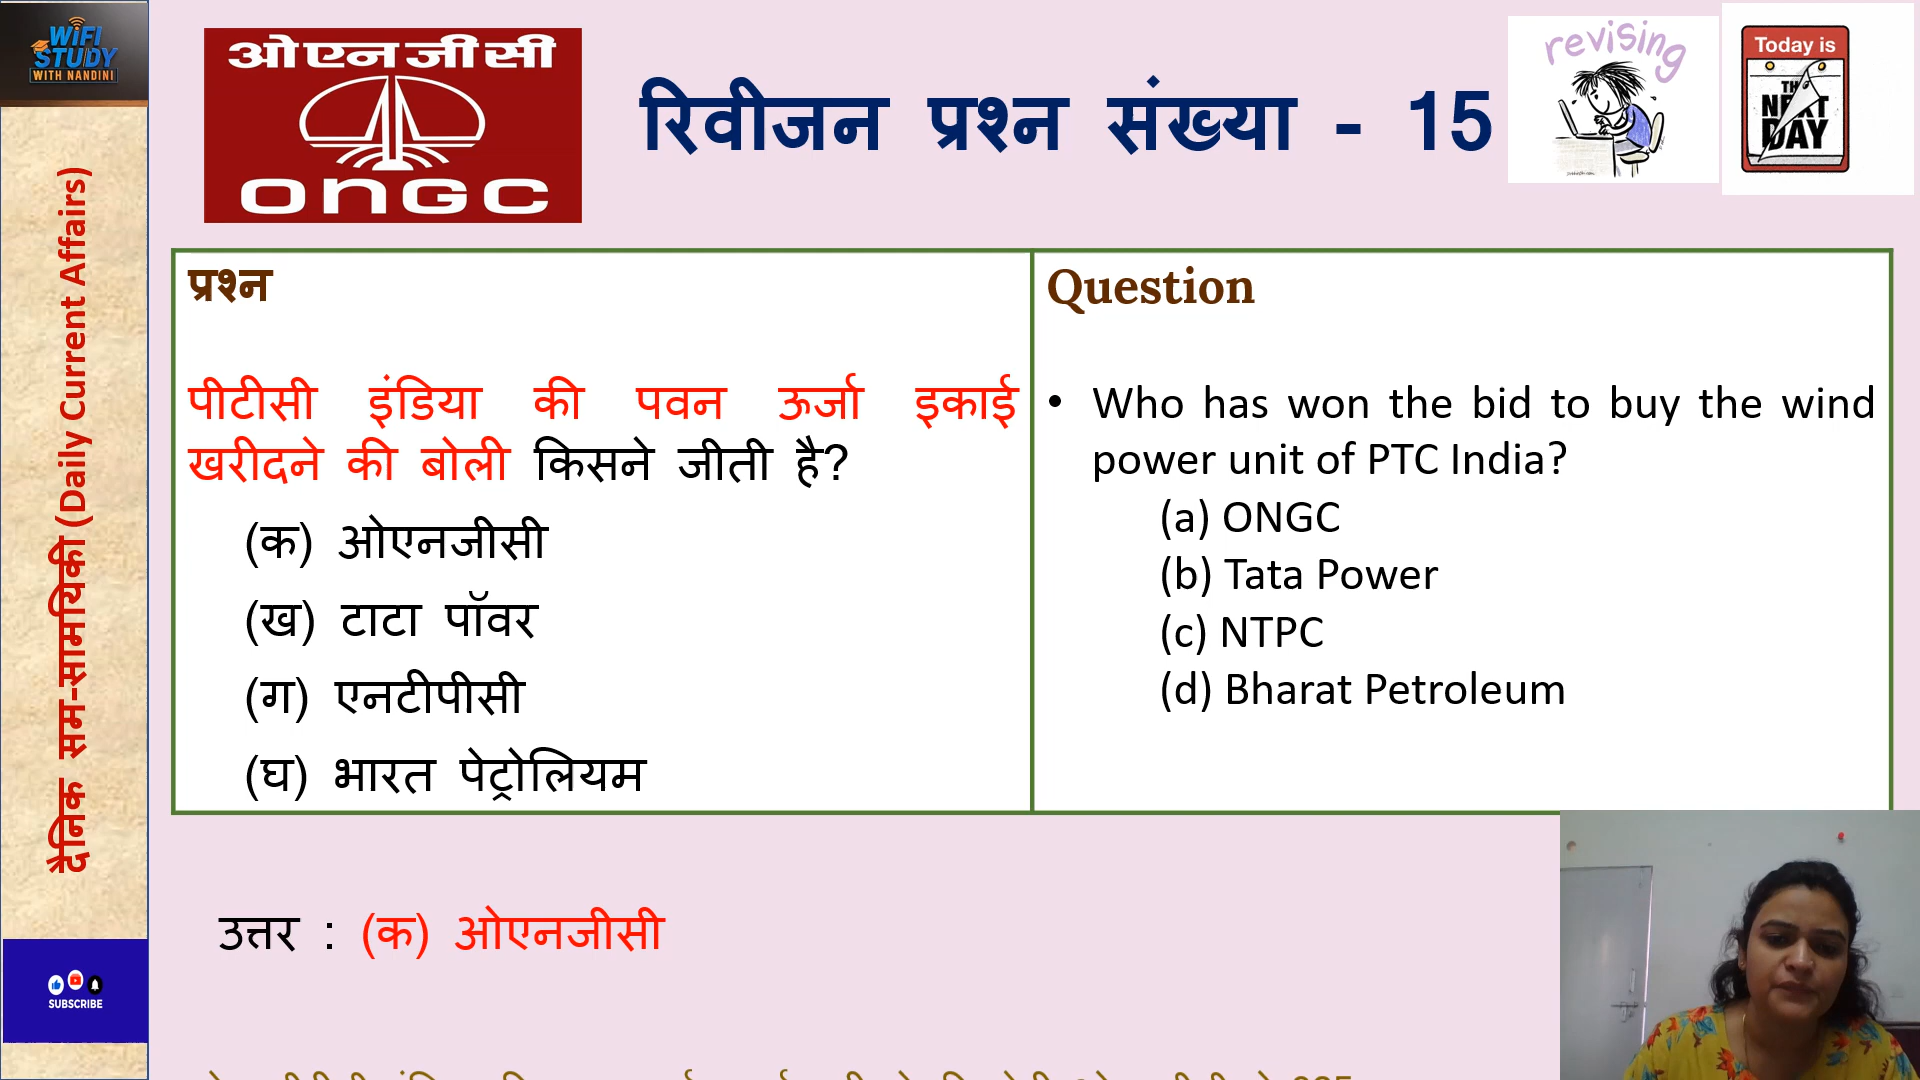 WiFi
STUDY
WITH NANDINI
दैनिक सम-सामयिकी (Daily Current Affairs)
SUBSCRIBE
ओएनजीसी
ONGC
रिवीजन प्रश्न संख्या - 15
revising
Today is
THE
NEXT
DAY
प्रश्न
पीटीसी इंडिया की पवन ऊर्जा इकाई
खरीदने की बोली किसने जीती है?
(क) ओएनजीसी
(ख) टाटा पॉवर
(ग) एनटीपीसी
(घ) भारत पेट्रोलियम
Question
• Who has won the bid to buy the wind
power unit of PTC India?
(a) ONGC
(b) Tata Power
(c) NTPC
(d) Bharat Petroleum
उत्तर : (क) ओएनजीसी